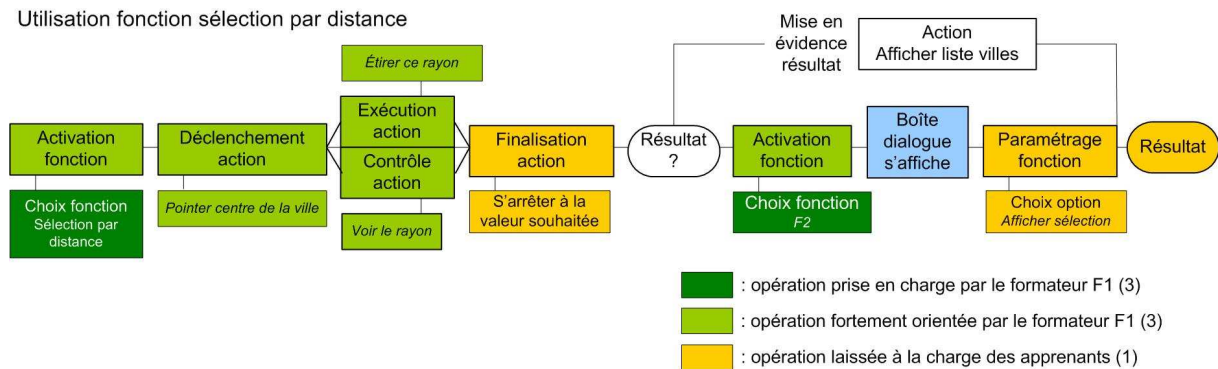 Utilisation fonction sélection par distance
Mise en
évidence
résultat
Action
Afficher liste villes
Étirer ce rayon
Activation
fonction
Déclenchement
action
Exécution
action
Contrôle
action
Finalisation
action
Résultat
?
Activation
fonction
Boîte
dialogue
s'affiche
Paramétrage
fonction
Résultat
Choix fonction
Sélection par
distance
Pointer centre de la ville
Voir le rayon
S'arrêter à la
valeur souhaitée
Choix fonction
F2
Choix option
Afficher sélection
: opération prise en charge par le formateur F1 (3)
: opération fortement orientée par le formateur F1 (3)
: opération laissée à la charge des apprenants (1)